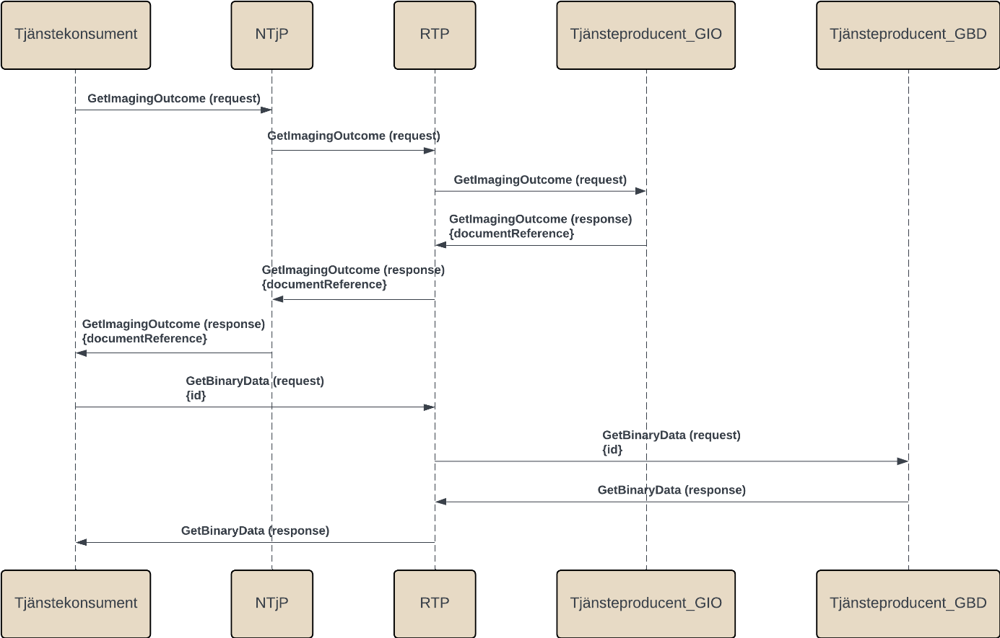 Tjänstekonsument
NTjP
RTP
Tjänsteproducent_GIO
Tjänsteproducent_GBD
GetImagingOutcome (request)
GetImagingOutcome (request)
GetImagingOutcome (request)
GetImagingOutcome (response)
{documentReference}
GetImagingOutcome (response)
{documentReference}
GetImagingOutcome (response)
{documentReference}
GetBinaryData (request)
{id}
GetBinaryData (request)
{id}
GetBinaryData (response)
GetBinaryData (response)
Tjänstekonsument
NTjP
RTP
Tjänsteproducent_GIO
Tjänsteproducent_GBD